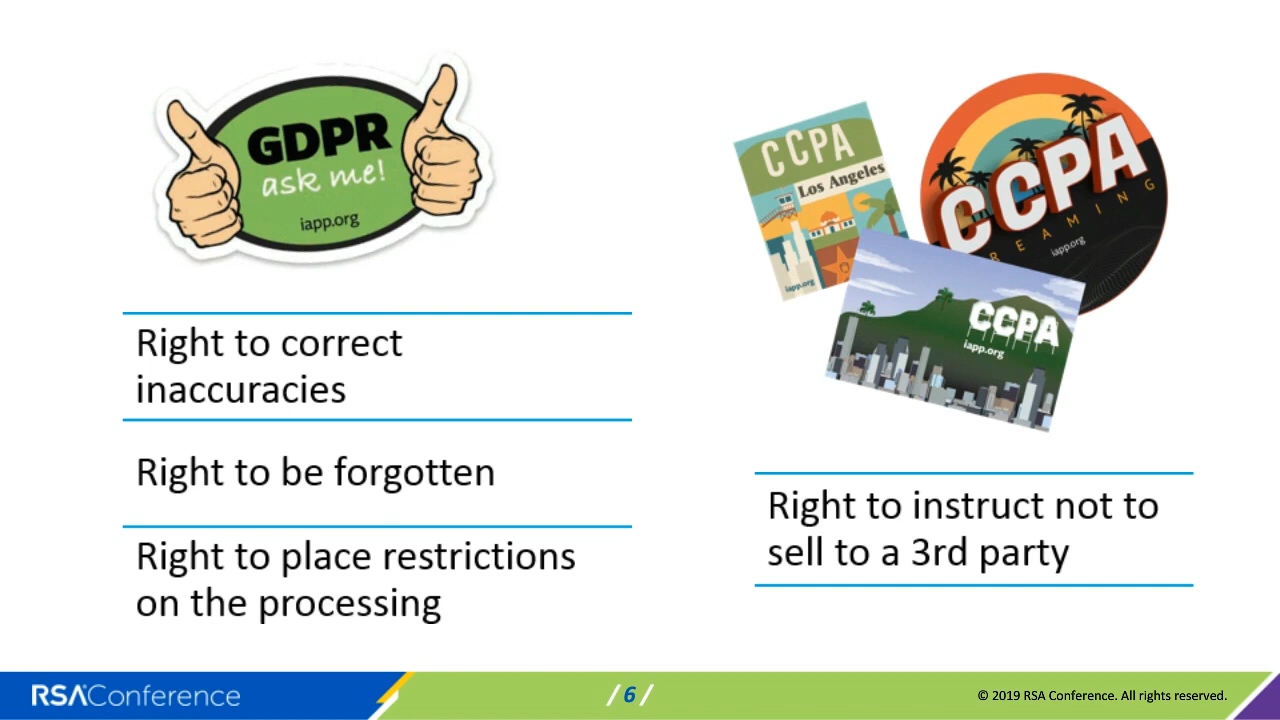 GDPR
ask me!
iapp.org
Right to correct
inaccuracies
Right to be forgotten
Right to place restrictions
on the processing
CCPA
Los Angeles
iapp.org
CCPA
REAMING
iapp.org
CCPA
iapp.org
Right to instruct not to
sell to a 3rd party
RSAConference
/ 6 /
© 2019 RSA Conference. All rights reserved.